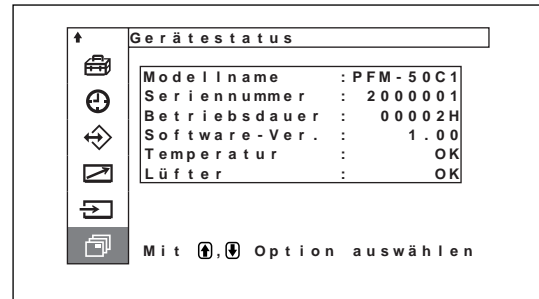 Gerätestatus
Modellname : PFM-50C1
Seriennummer : 2000001
Betriebsdauer : 00002H
Software-Ver. : 1.00
Temperatur : OK
Lüfter : OK
Mit ↑,↓ Option auswählen